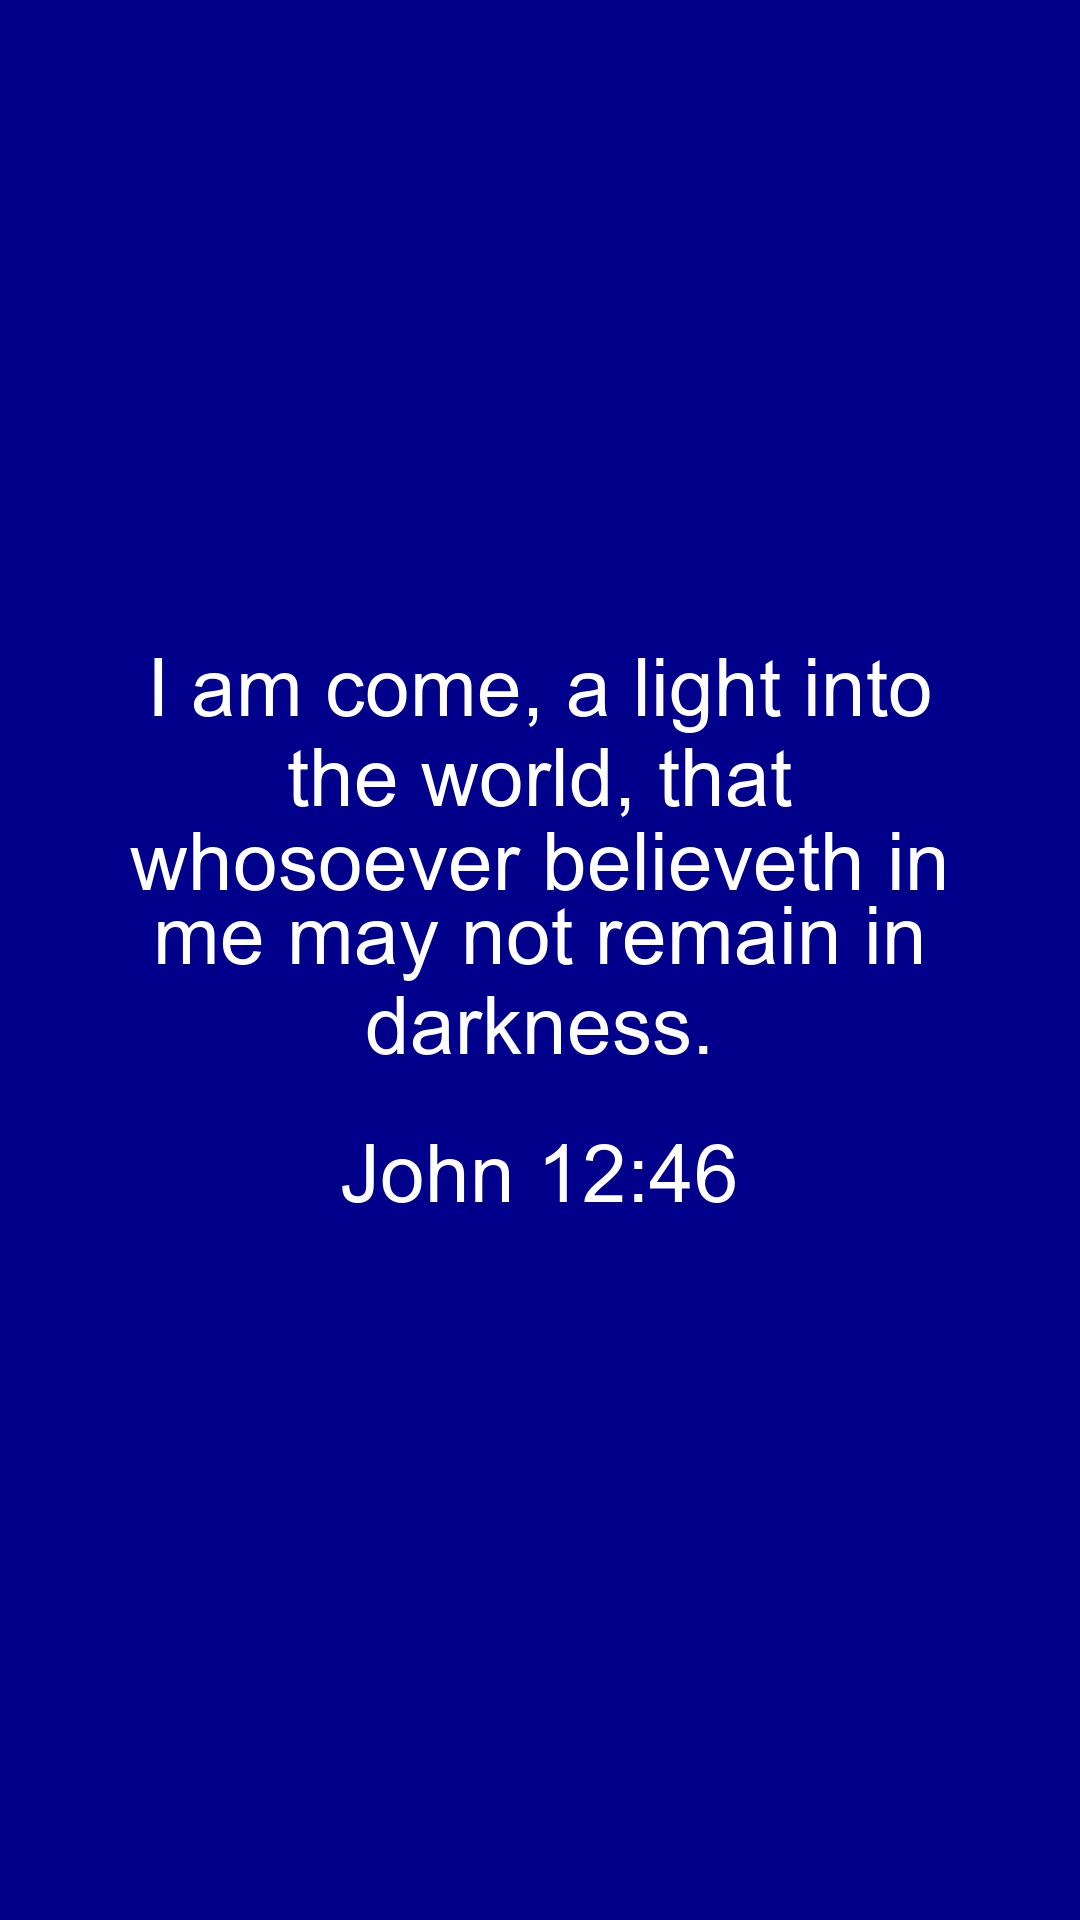 I am come, a light into
the world, that
whosoever believeth in
me may not remain in
darkness.
John 12:46